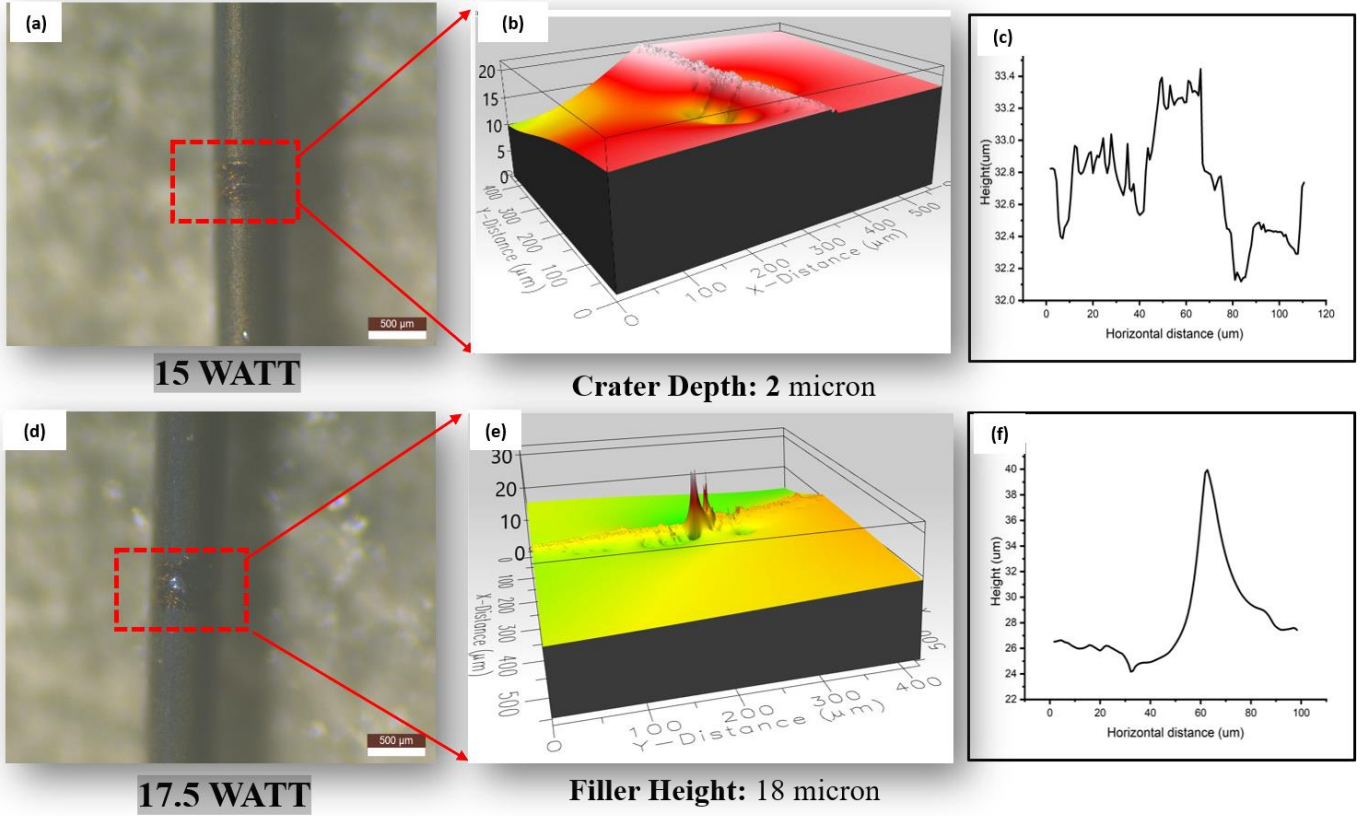 (a)
500 µm
15 WATT
(b)
20
15
10
5
0
400
300
200
100
0
Y-Distance (µm)
0
100
200
300
400
500
X-Distance (µm)
Crater Depth: 2 micron
(c)
33.4
33.2
33.0
32.8
32.6
32.4
32.2
32.0
Height(um)
0 20 40 60 80 100 120
Horizontal distance (um)
(d)
500 µm
17.5 WATT
(e)
30
20
10
0
0
100
200
300
400
500
X-Distance (µm)
0
100
200
300
400
Y-Distance (µm)
500
Filler Height: 18 micron
(f)
40
38
36
34
32
30
28
26
24
22
Height (um)
0 20 40 60 80 100
Horizontal distance (um)